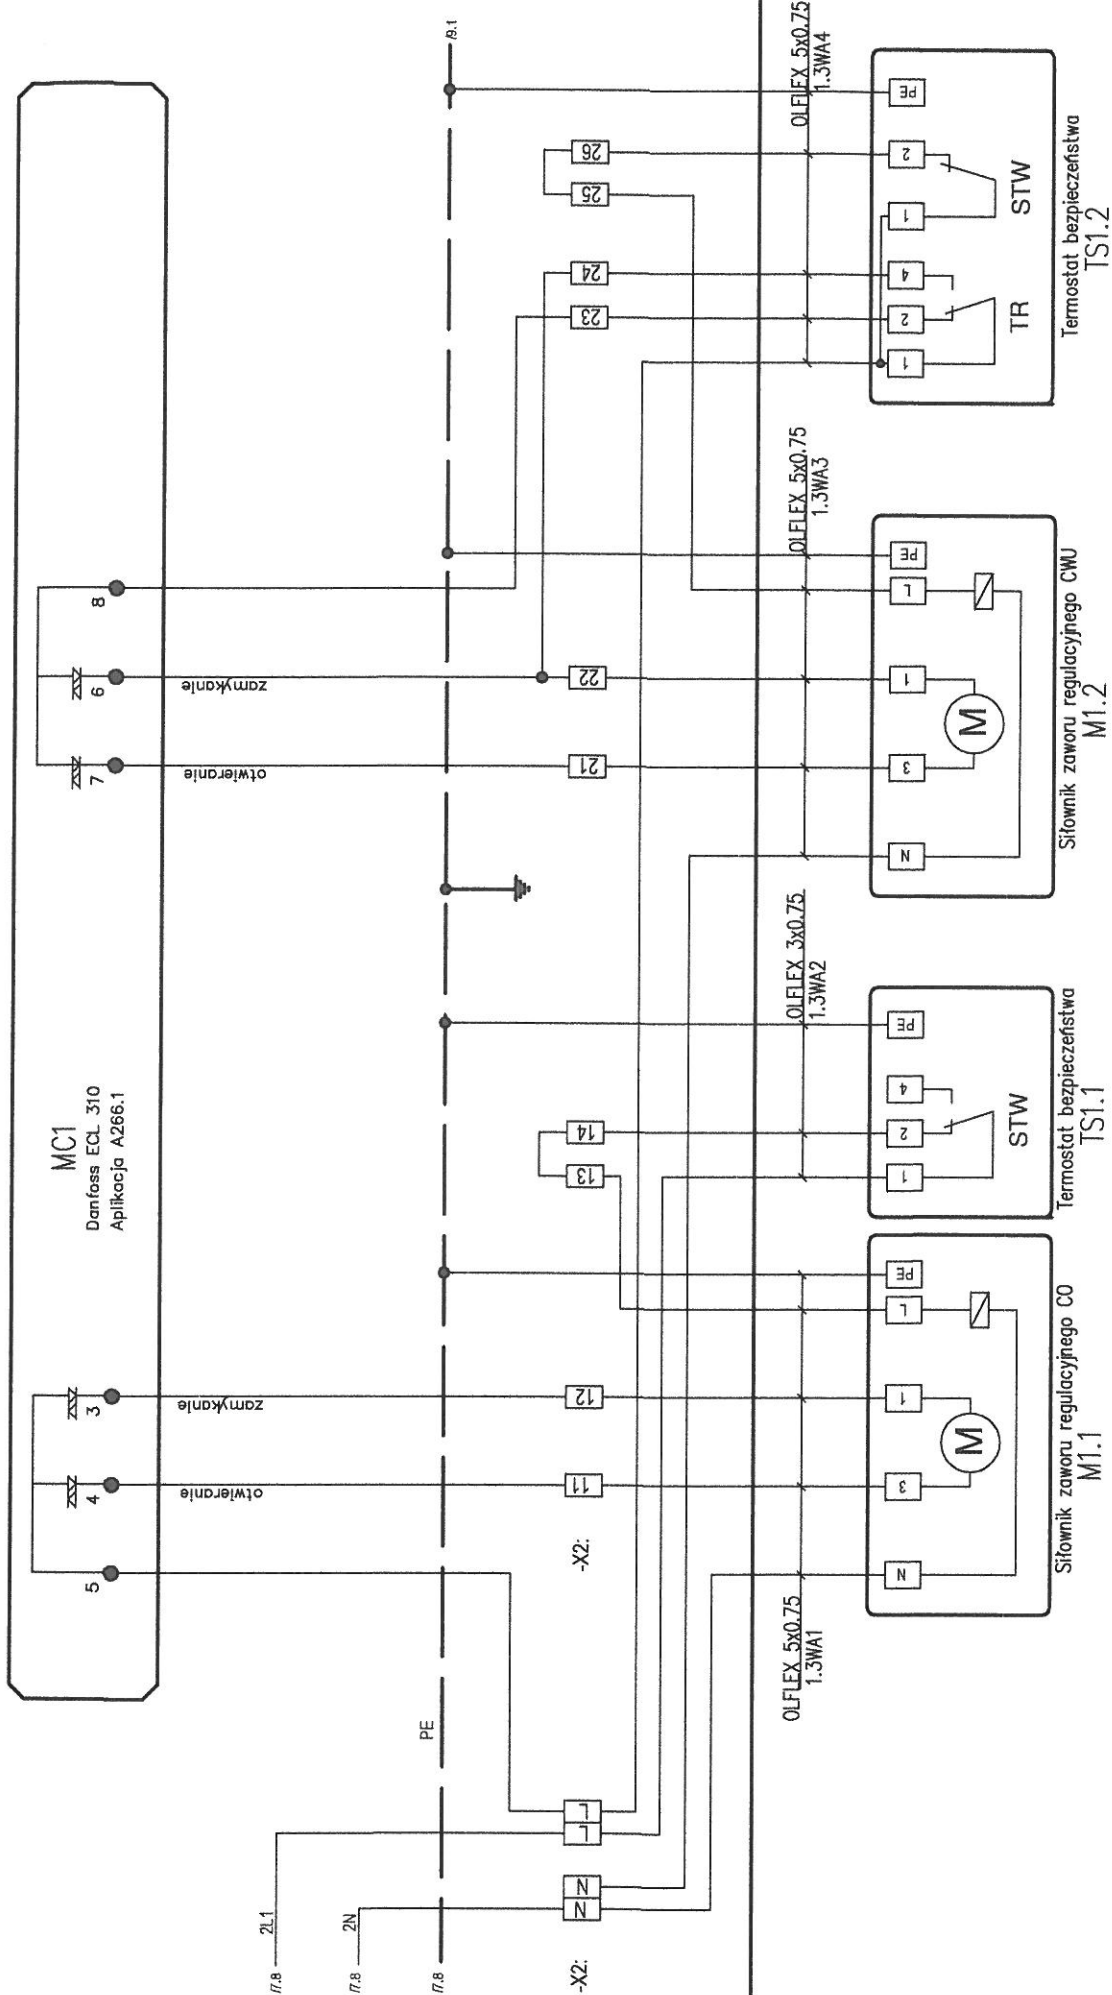 MC1
Danfoss ECL 310
Aplikacja A266.1
5
4
3
7
6
8
otwieranie
zamykanie
otwieranie
zamykanie
/7.8
2L1
/7.8
2N
/7.8
PE
/9.1
-X2:
N
N
L
L
-X2:
11
12
13
14
21
22
23
24
25
26
OLFLEX 5x0.75
1.3WA1
OLFLEX 3x0.75
1.3WA2
OLFLEX 5x0.75
1.3WA3
OLFLEX 5x0.75
1.3WA4
N
3
1
L
PE
M
Siłownik zaworu regulacyjnego CO
M1.1
1
2
4
PE
STW
Termostat bezpieczeństwa
TS1.1
N
3
1
L
PE
M
Siłownik zaworu regulacyjnego CWU
M1.2
1
2
4
1
2
PE
TR
STW
Termostat bezpieczeństwa
TS1.2